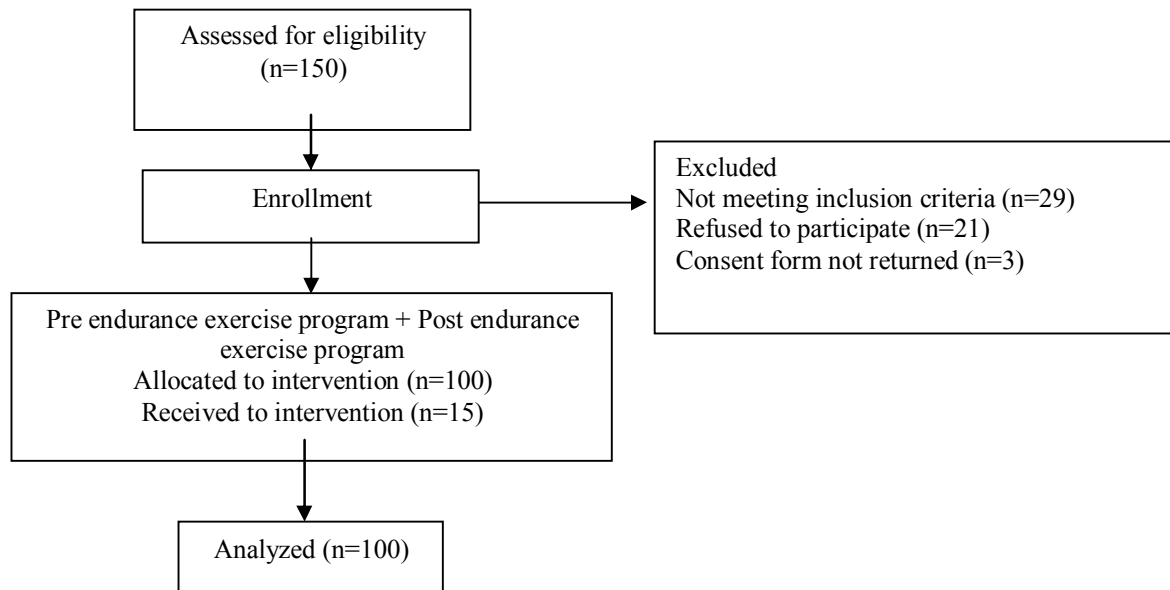 Assessed for eligibility
(n=150)
Enrollment
Excluded
Not meeting inclusion criteria (n=29)
Refused to participate (n=21)
Consent form not returned (n=3)
Pre endurance exercise program + Post endurance
exercise program
Allocated to intervention (n=100)
Received to intervention (n=15)
Analyzed (n=100)